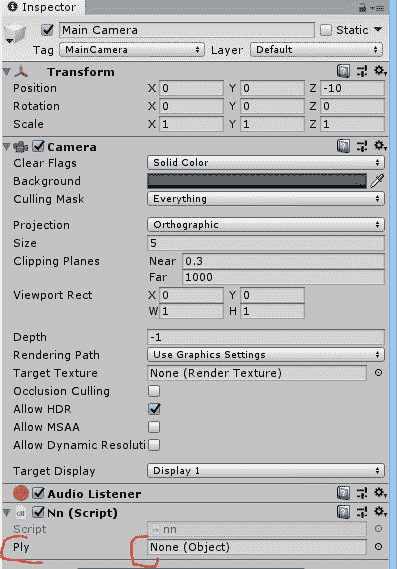 Inspector
Main Camera Static
Tag MainCamera Layer Default
Transform
Position X 0 Y 0 Z -10
Rotation X 0 Y 0 Z 0
Scale X 1 Y 1 Z 1
Camera
Clear Flags Solid Color
Background
Culling Mask Everything
Projection Orthographic
Size 5
Clipping Planes Near 0.3
Far 1000
Viewport Rect X 0 Y 0
W 1 H 1
Depth -1
Rendering Path Use Graphics Settings
Target Texture None (Render Texture)
Occlusion Culling
Allow HDR
Allow MSAA
Allow Dynamic Resoluti
Target Display Display 1
Audio Listener
Nn (Script)
Script nn
Ply None (Object)